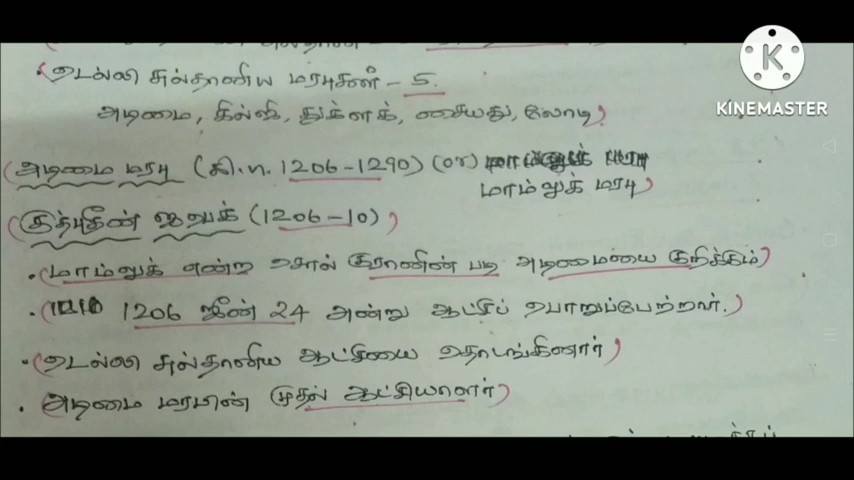 டெல்லி சுல்தானிய மரபுகள் - 5.
அடிமை, கில்ஜி, துக்ளக், சையது, லோடி
KINEMASTER
அடிமை மரபு (கி.பி. 1206-1290) (or)
மாம்லுக் மரபு
குத்புதீன் ஐபக் (1206-10)
• மாம்லுக் என்ற சொல் குரானின் படி அடிமையை குறிக்கும்
• 1206 ஜீன் 24 அன்று ஆட்சிப் பொறுப்பேற்றார்.
• டெல்லி சுல்தானிய ஆட்சியை தொடங்கினார்
• அடிமை மரபின் முதல் ஆட்சியாளர்